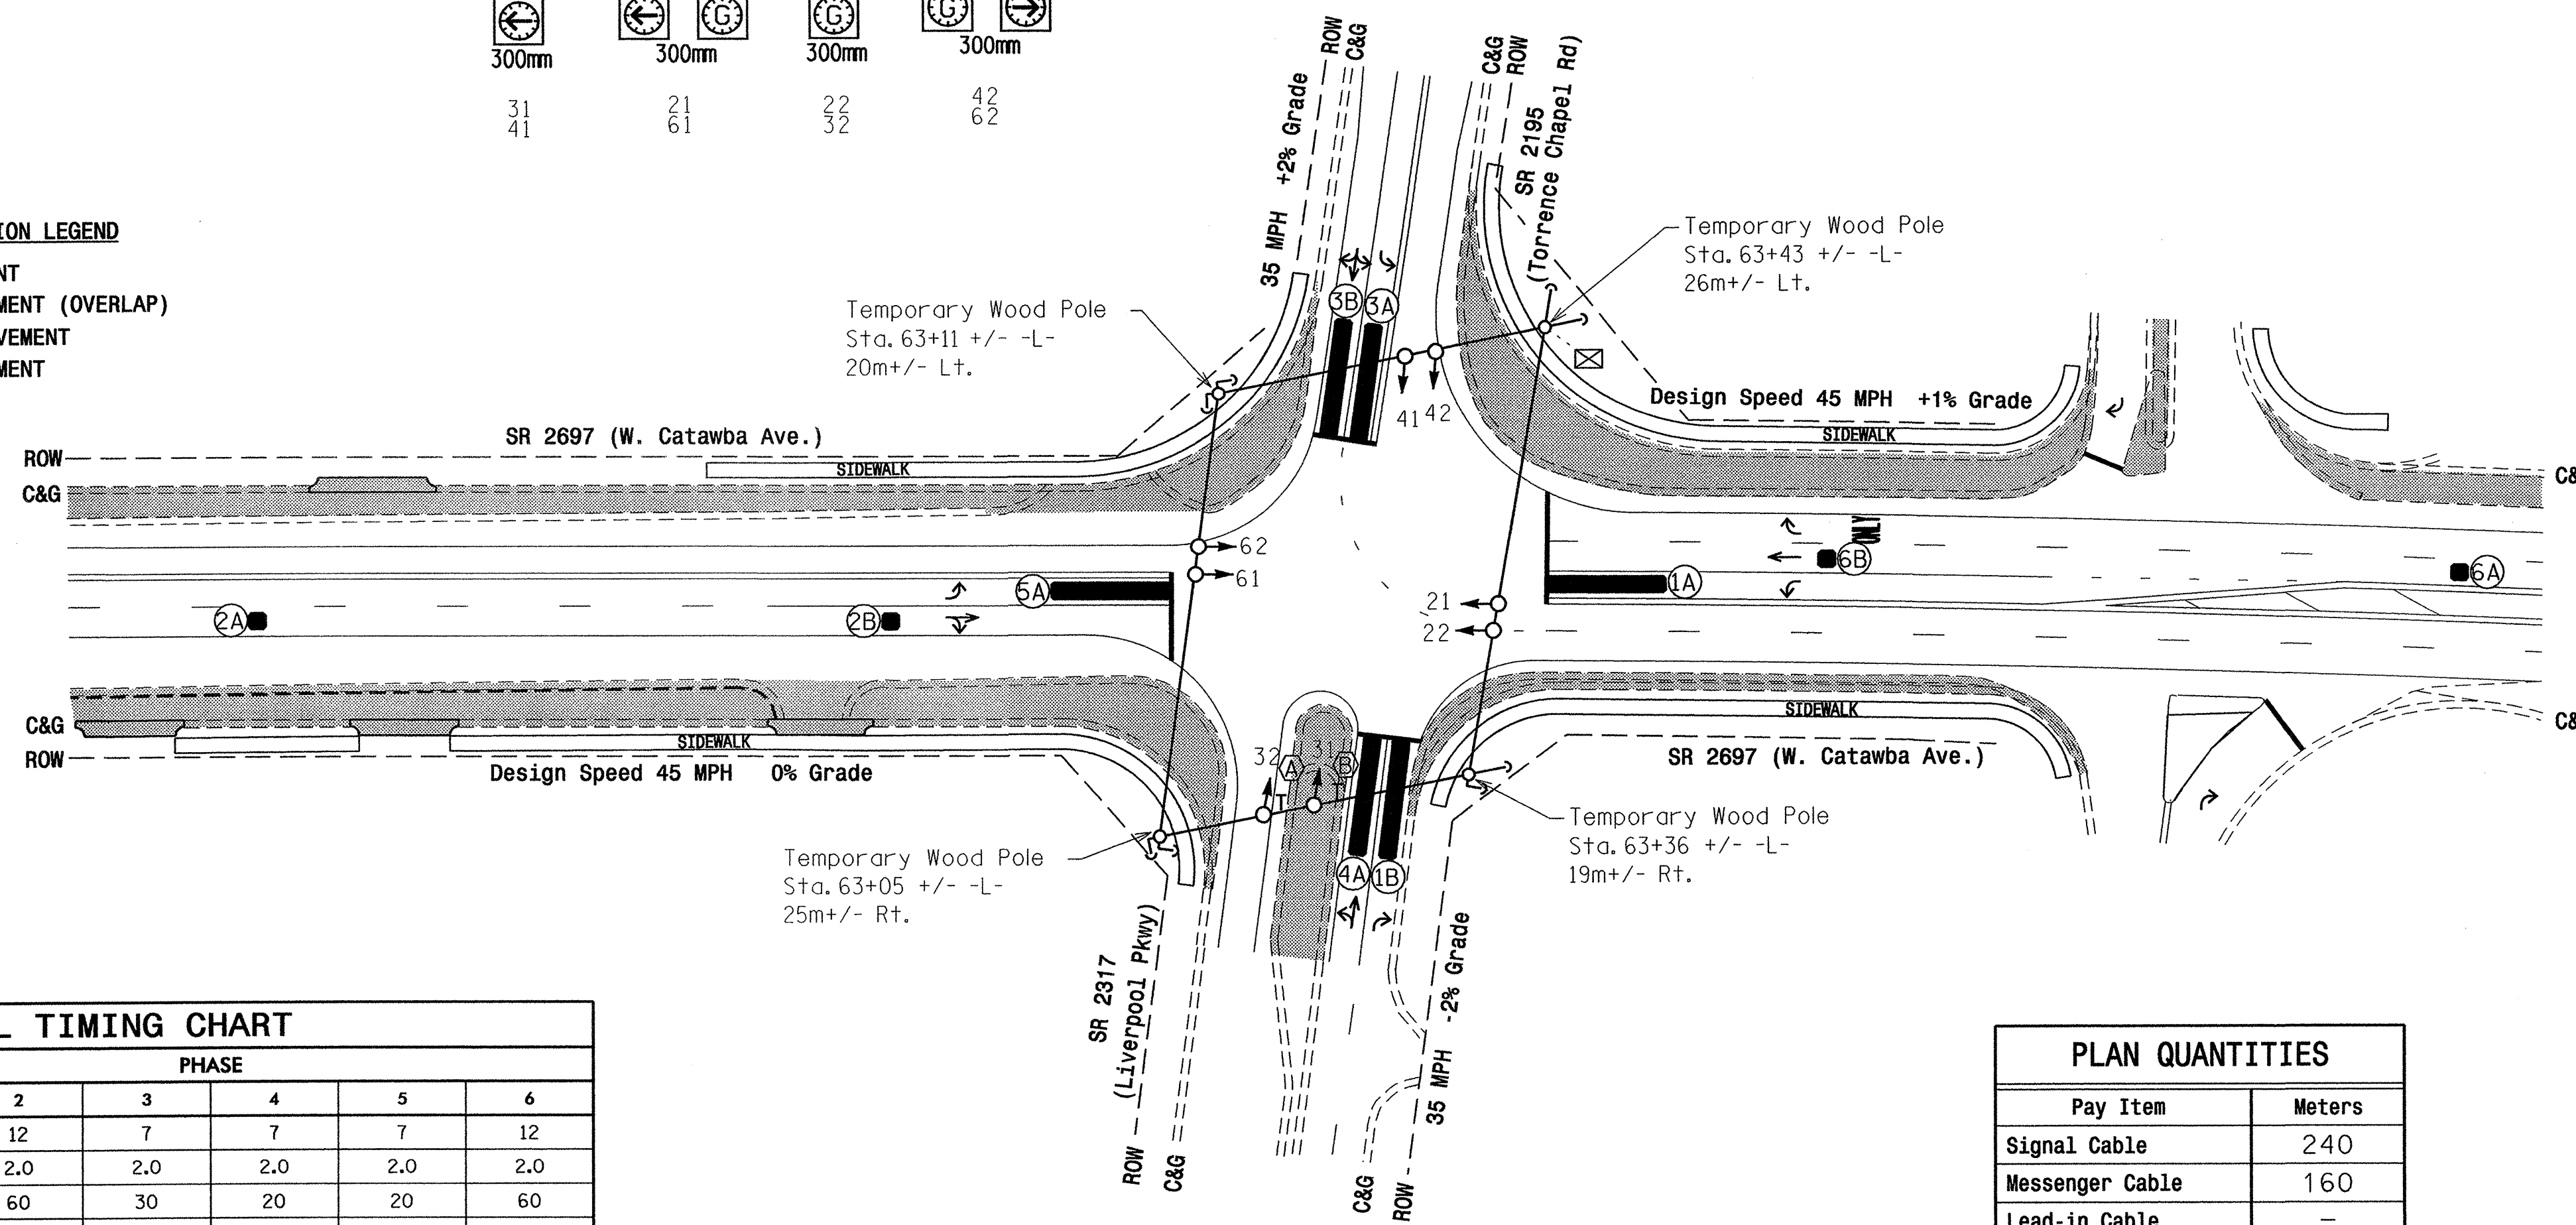 G G G
300mm 300mm 300mm 300mm
31 21 22 42
41 61 32 62
ION LEGEND
NT
MENT (OVERLAP)
VEMENT
MENT
ROW
C&G
35 MPH +2% Grade
C&G
ROW
SR 2195
(Torrence Chapel Rd)
Temporary Wood Pole
Sta. 63+43 +/- -L-
26m+/- Lt.
Temporary Wood Pole
Sta. 63+11 +/- -L-
20m+/- Lt.
3B 3A
41 42
Design Speed 45 MPH +1% Grade
SIDEWALK
SR 2697 (W. Catawba Ave.)
ROW
SIDEWALK
C&G
C&
62
61
ONLY
6B
6A
5A
1A
2A
2B
21
22
C&G
ROW
SIDEWALK
Design Speed 45 MPH 0% Grade
SIDEWALK
C&
SR 2697 (W. Catawba Ave.)
32 A 31 B
T T
4A 1B
Temporary Wood Pole
Sta. 63+36 +/- -L-
19m+/- Rt.
Temporary Wood Pole
Sta. 63+05 +/- -L-
25m+/- Rt.
SR 2317
(Liverpool Pkwy)
ROW
C&G
35 MPH -2% Grade
C&G
ROW
L TIMING CHART
PHASE
2 3 4 5 6
12 7 7 7 12
2.0 2.0 2.0 2.0 2.0
60 30 20 20 60
PLAN QUANTITIES
Pay Item Meters
Signal Cable 240
Messenger Cable 160
Lead-in Cable –